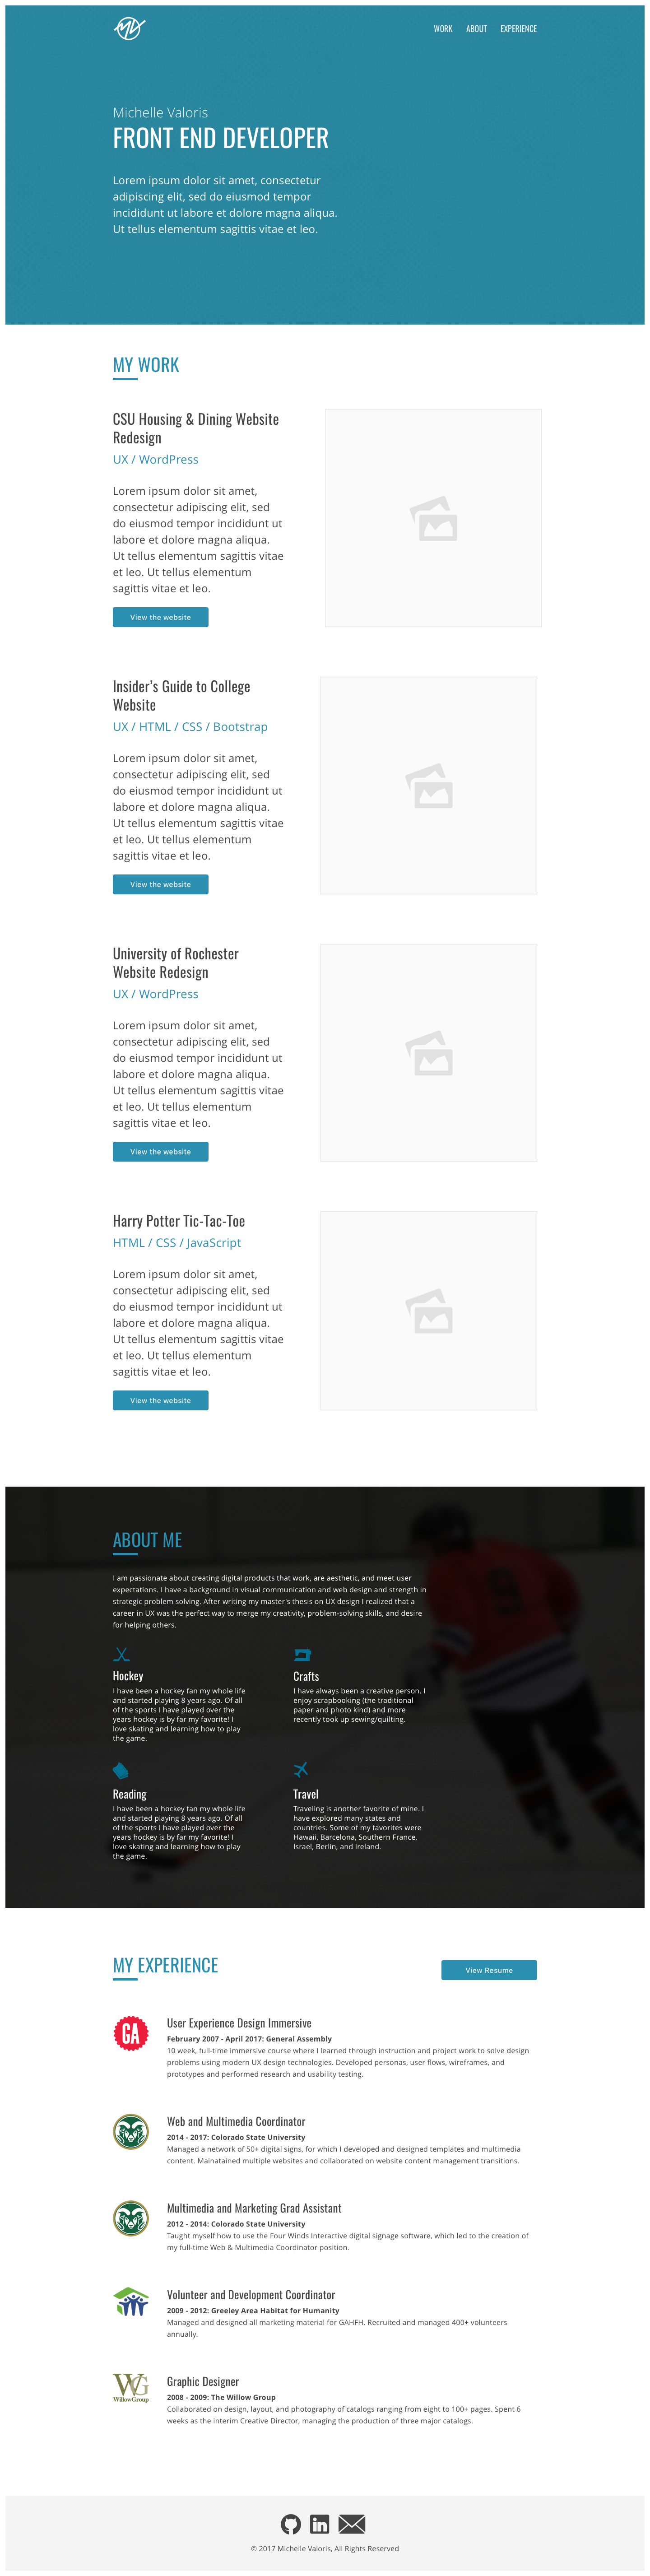 MV
WORK ABOUT EXPERIENCE
Michelle Valoris
FRONT END DEVELOPER
Lorem ipsum dolor sit amet, consectetur
adipiscing elit, sed do eiusmod tempor
incididunt ut labore et dolore magna aliqua.
Ut tellus elementum sagittis vitae et leo.
MY WORK
CSU Housing & Dining Website
Redesign
UX / WordPress
Lorem ipsum dolor sit amet,
consectetur adipiscing elit, sed
do eiusmod tempor incididunt ut
labore et dolore magna aliqua.
Ut tellus elementum sagittis vitae
et leo. Ut tellus elementum
sagittis vitae et leo.
View the website
Insider's Guide to College
Website
UX / HTML / CSS / Bootstrap
Lorem ipsum dolor sit amet,
consectetur adipiscing elit, sed
do eiusmod tempor incididunt ut
labore et dolore magna aliqua.
Ut tellus elementum sagittis vitae
et leo. Ut tellus elementum
sagittis vitae et leo.
View the website
University of Rochester
Website Redesign
UX / WordPress
Lorem ipsum dolor sit amet,
consectetur adipiscing elit, sed
do eiusmod tempor incididunt ut
labore et dolore magna aliqua.
Ut tellus elementum sagittis vitae
et leo. Ut tellus elementum
sagittis vitae et leo.
View the website
Harry Potter Tic-Tac-Toe
HTML / CSS / JavaScript
Lorem ipsum dolor sit amet,
consectetur adipiscing elit, sed
do eiusmod tempor incididunt ut
labore et dolore magna aliqua.
Ut tellus elementum sagittis vitae
et leo. Ut tellus elementum
sagittis vitae et leo.
View the website
ABOUT ME
I am passionate about creating digital products that work, are aesthetic, and meet user
expectations. I have a background in visual communication and web design and strength in
strategic problem solving. After writing my master's thesis on UX design I realized that a
career in UX was the perfect way to merge my creativity, problem-solving skills, and desire
for helping others.
Hockey
I have been a hockey fan my whole life
and started playing 8 years ago. Of all
of the sports I have played over the
years hockey is by far my favorite! I
love skating and learning how to play
the game.
Crafts
I have always been a creative person. I
enjoy scrapbooking (the traditional
paper and photo kind) and more
recently took up sewing/quilting.
Reading
I have been a hockey fan my whole life
and started playing 8 years ago. Of all
of the sports I have played over the
years hockey is by far my favorite! I
love skating and learning how to play
the game.
Travel
Traveling is another favorite of mine. I
have explored many states and
countries. Some of my favorites were
Hawaii, Barcelona, Southern France,
Israel, Berlin, and Ireland.
MY EXPERIENCE
View Resume
GA
User Experience Design Immersive
February 2007 - April 2017: General Assembly
10 week, full-time immersive course where I learned through instruction and project work to solve design
problems using modern UX design technologies. Developed personas, user flows, wireframes, and
prototypes and performed research and usability testing.
Web and Multimedia Coordinator
2014 - 2017: Colorado State University
Managed a network of 50+ digital signs, for which I developed and designed templates and multimedia
content. Mainatained multiple websites and collaborated on website content management transitions.
Multimedia and Marketing Grad Assistant
2012 - 2014: Colorado State University
Taught myself how to use the Four Winds Interactive digital signage software, which led to the creation of
my full-time Web & Multimedia Coordinator position.
Volunteer and Development Coordinator
2009 - 2012: Greeley Area Habitat for Humanity
Managed and designed all marketing material for GAHFH. Recruited and managed 400+ volunteers
annually.
WG
WillowGroup
Graphic Designer
2008 - 2009: The Willow Group
Collaborated on design, layout, and photography of catalogs ranging from eight to 100+ pages. Spent 6
weeks as the interim Creative Director, managing the production of three major catalogs.
in
© 2017 Michelle Valoris, All Rights Reserved